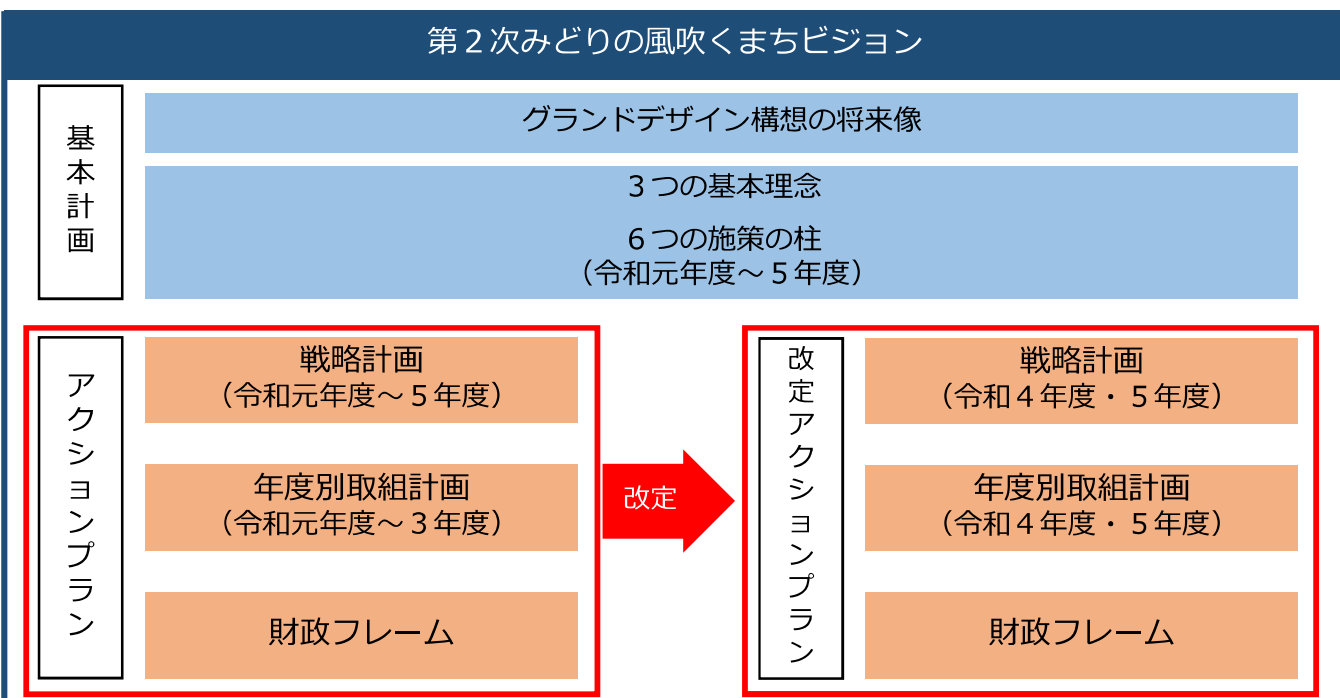 第２次みどりの風吹くまちビジョン
基本計画
グランドデザイン構想の将来像
３つの基本理念
６つの施策の柱
（令和元年度～５年度）
アクションプラン
戦略計画
（令和元年度～５年度）
年度別取組計画
（令和元年度～３年度）
財政フレーム
改定
改定アクションプラン
戦略計画
（令和４年度・５年度）
年度別取組計画
（令和４年度・５年度）
財政フレーム